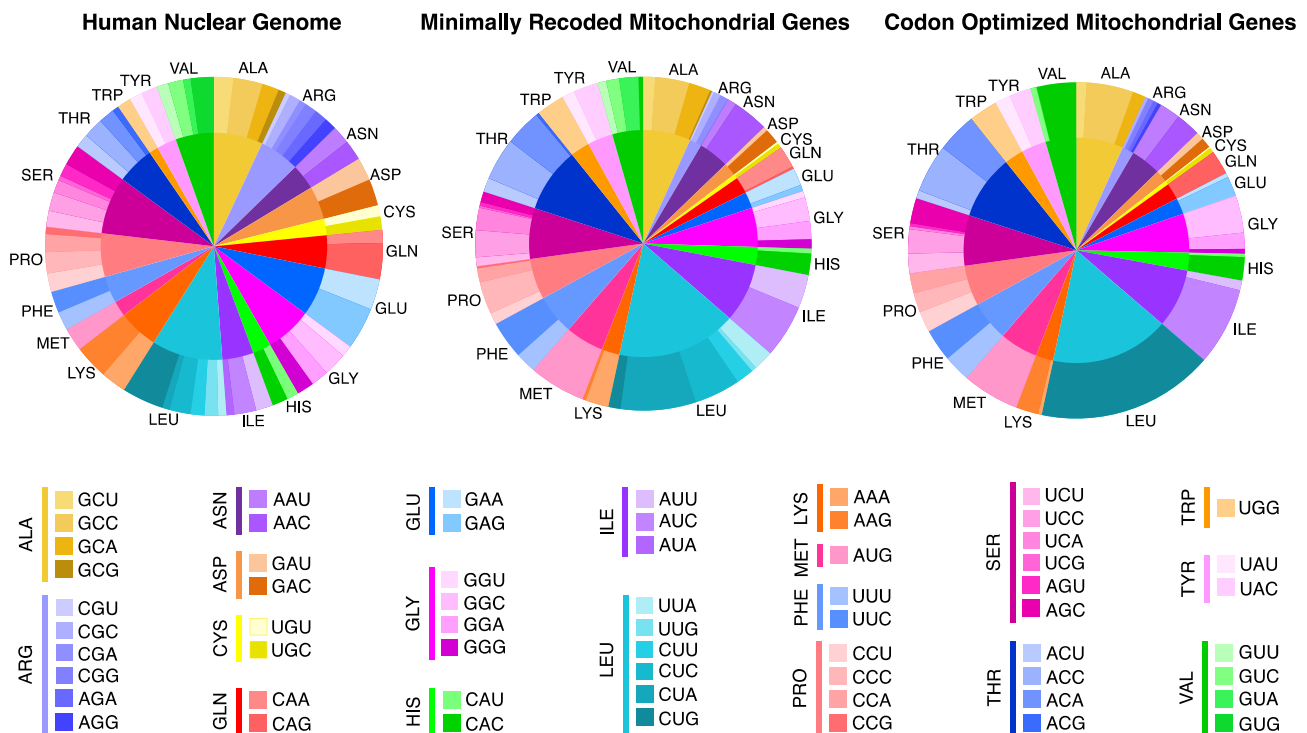 Human Nuclear Genome
Minimally Recoded Mitochondrial Genes
Codon Optimized Mitochondrial Genes
VAL
ALA
ARG
ASN
ASP
CYS
GLN
GLU
GLY
HIS
ILE
LEU
LYS
MET
PHE
PRO
SER
THR
TRP
TYR
VAL
ALA
ARG
ASN
ASP
CYS
GLN
GLU
GLY
HIS
ILE
LEU
LYS
MET
PHE
PRO
SER
THR
TRP
TYR
VAL
ALA
ARG
ASN
ASP
CYS
GLN
GLU
GLY
HIS
ILE
LEU
LYS
MET
PHE
PRO
SER
THR
TRP
TYR
ALA
GCU
GCC
GCA
GCG
ARG
CGU
CGC
CGA
CGG
AGA
AGG
ASN
AAU
AAC
ASP
GAU
GAC
CYS
UGU
UGC
GLN
CAA
CAG
GLU
GAA
GAG
GLY
GGU
GGC
GGA
GGG
HIS
CAU
CAC
ILE
AUU
AUC
AUA
LEU
UUA
UUG
CUU
CUC
CUA
CUG
LYS
AAA
AAG
MET
AUG
PHE
UUU
UUC
PRO
CCU
CCC
CCA
CCG
SER
UCU
UCC
UCA
UCG
AGU
AGC
THR
ACU
ACC
ACA
ACG
TRP
UGG
TYR
UAU
UAC
VAL
GUU
GUC
GUA
GUG